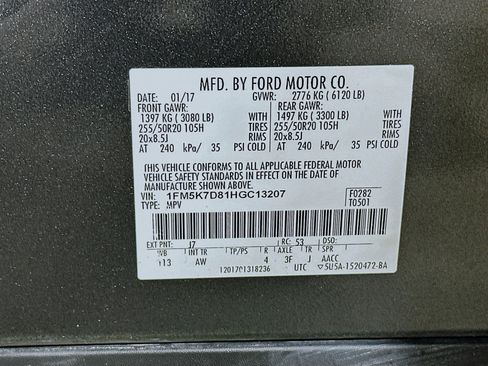 MFD. BY FORD MOTOR CO.
DATE: 01/17 GVWR: 2776 KG ( 6120 LB)
FRONT GAWR: REAR GAWR:
1397 KG ( 3080 LB) WITH 1497 KG ( 3300 LB) WITH
255/50R20 105H TIRES 255/50R20 105H TIRES
20x8.5J RIMS 20x8.5J RIMS
AT 240 kPa/ 35 PSI COLD AT 240 kPa/ 35 PSI COLD
THIS VEHICLE CONFORMS TO ALL APPLICABLE FEDERAL MOTOR
VEHICLE SAFETY STANDARDS IN EFFECT ON THE DATE OF
MANUFACTURE SHOWN ABOVE.
VIN: 1FM5K7D81HGC13207 F0282
TYPE: MPV T0501
EXT PNT: J7 RC: 53 DSO:
WB INT TR TP/PS R AXLE TR SPR
113 AW 4 3F J AACC
1201701318236 UTC 5U5A-1520472-BA